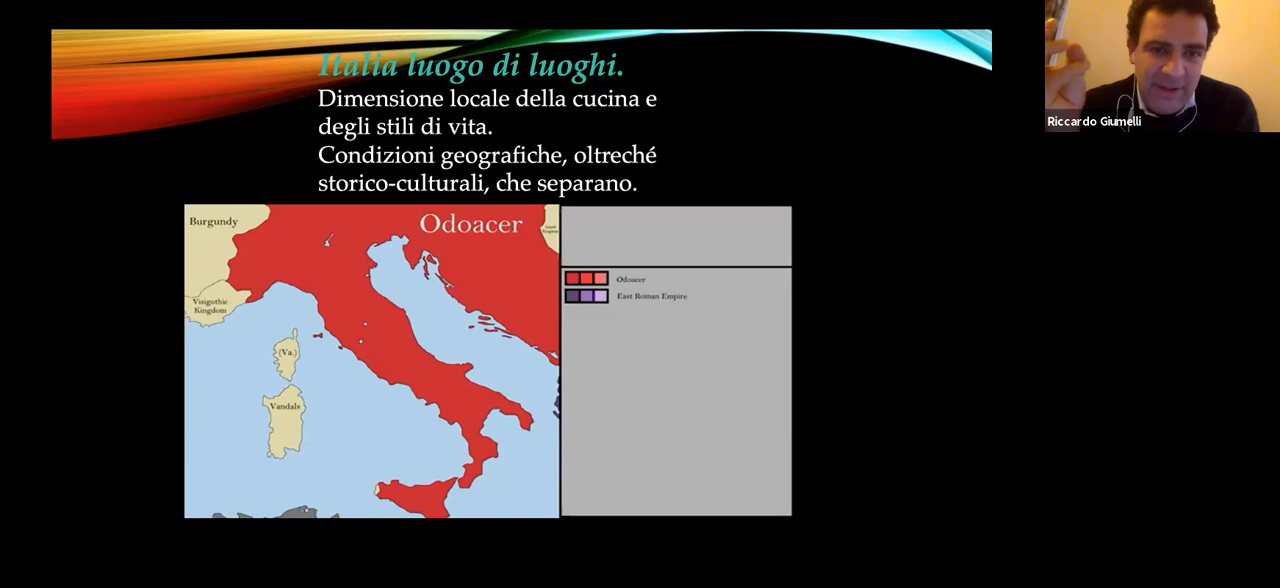 Italia luogo di luoghi.
Dimensione locale della cucina e
degli stili di vita.
Condizioni geografiche, oltreché
storico-culturali, che separano.
Riccardo Giumelli
Burgundy
Odoacer
Visigothic
Kingdom
(Va.)
Vandals
Odoacer
East Roman Empire